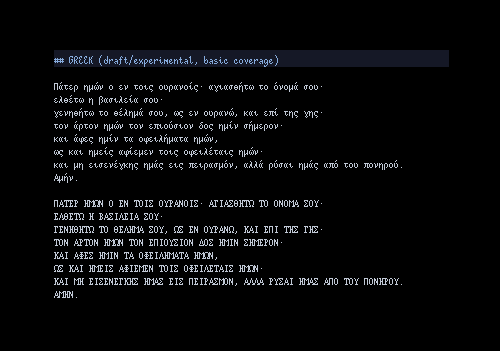 ## GREEK (draft/experimental, basic coverage)
Πάτερ ημών ο εν τοις ουρανοίς· αγιασθήτω το όνομά σου·
ελθέτω η βασιλεία σου·
γενηθήτω το θέλημά σου, ως εν ουρανώ, και επί της γης·
τον άρτον ημών τον επιούσιον δος ημίν σήμερον·
και άφες ημίν τα οφειλήματα ημών,
ως και ημείς αφίεμεν τοις οφειλέταις ημών·
και μη εισενέγκης ημάς εις πειρασμόν, αλλά ρύσαι ημάς από του πονηρού.
Αμήν.
ΠΑΤΕΡ ΗΜΩΝ Ο ΕΝ ΤΟΙΣ ΟΥΡΑΝΟΙΣ· ΑΓΙΑΣΘΗΤΩ ΤΟ ΟΝΟΜΑ ΣΟΥ·
ΕΛΘΕΤΩ Η ΒΑΣΙΛΕΙΑ ΣΟΥ·
ΓΕΝΗΘΗΤΩ ΤΟ ΘΕΛΗΜΑ ΣΟΥ, ΩΣ ΕΝ ΟΥΡΑΝΩ, ΚΑΙ ΕΠΙ ΤΗΣ ΓΗΣ·
ΤΟΝ ΑΡΤΟΝ ΗΜΩΝ ΤΟΝ ΕΠΙΟΥΣΙΟΝ ΔΟΣ ΗΜΙΝ ΣΗΜΕΡΟΝ·
ΚΑΙ ΑΦΕΣ ΗΜΙΝ ΤΑ ΟΦΕΙΛΗΜΑΤΑ ΗΜΩΝ,
ΩΣ ΚΑΙ ΗΜΕΙΣ ΑΦΙΕΜΕΝ ΤΟΙΣ ΟΦΕΙΛΕΤΑΙΣ ΗΜΩΝ·
ΚΑΙ ΜΗ ΕΙΣΕΝΕΓΚΗΣ ΗΜΑΣ ΕΙΣ ΠΕΙΡΑΣΜΟΝ, ΑΛΛΑ ΡΥΣΑΙ ΗΜΑΣ ΑΠΟ ΤΟΥ ΠΟΝΗΡΟΥ.
ΑΜΗΝ.